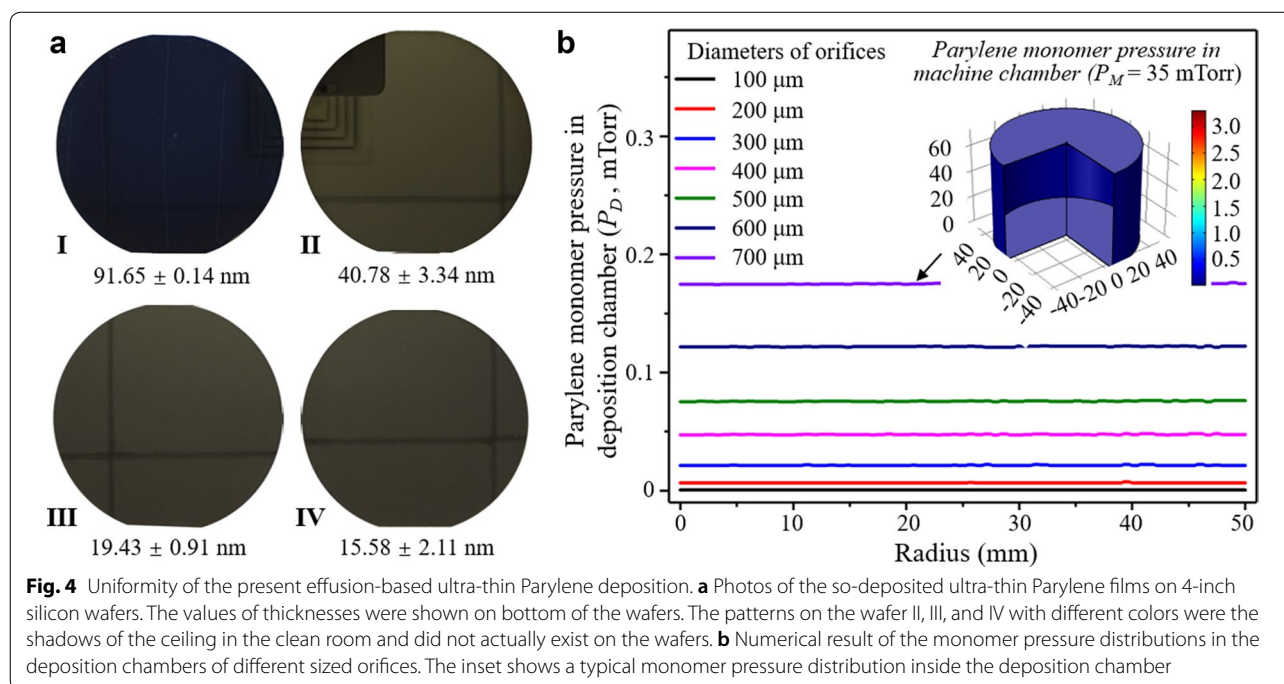 a
I
91.65 ± 0.14 nm
II
40.78 ± 3.34 nm
III
19.43 ± 0.91 nm
IV
15.58 ± 2.11 nm
b
Parylene monomer pressure in
deposition chamber (P_D, mTorr)
0.3
0.2
0.1
0
Diameters of orifices
100 μm
200 μm
300 μm
400 μm
500 μm
600 μm
700 μm
Parylene monomer pressure in
machine chamber (P_M = 35 mTorr)
60
40
20
0
40
20
0
-20
-40
-40
-20
0
20
40
3.0
2.5
2.0
1.5
1.0
0.5
0 10 20 30 40 50
Radius (mm)
Fig. 4 Uniformity of the present effusion-based ultra-thin Parylene deposition. a Photos of the so-deposited ultra-thin Parylene films on 4-inch
silicon wafers. The values of thicknesses were shown on bottom of the wafers. The patterns on the wafer II, III, and IV with different colors were the
shadows of the ceiling in the clean room and did not actually exist on the wafers. b Numerical result of the monomer pressure distributions in the
deposition chambers of different sized orifices. The inset shows a typical monomer pressure distribution inside the deposition chamber